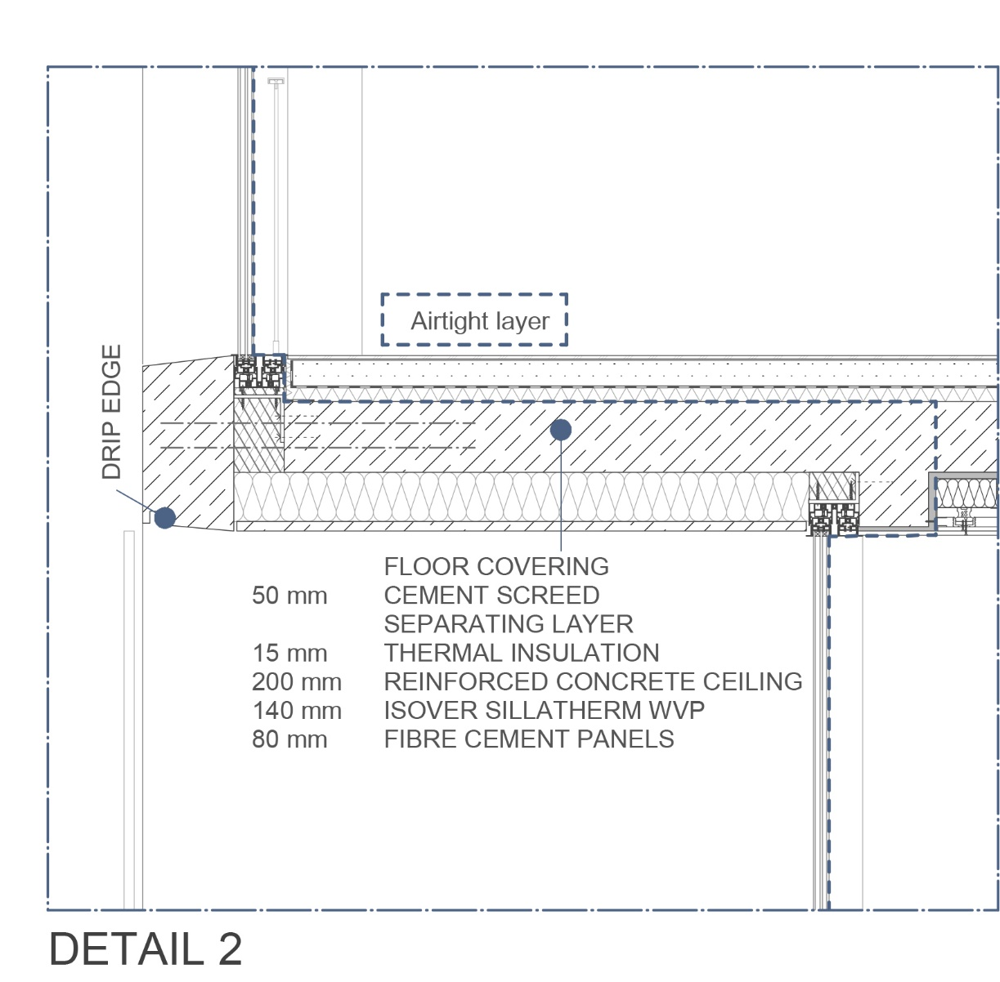 Airtight layer
DRIP EDGE
FLOOR COVERING
50 mm CEMENT SCREED
SEPARATING LAYER
15 mm THERMAL INSULATION
200 mm REINFORCED CONCRETE CEILING
140 mm ISOVER SILLATHERM WVP
80 mm FIBRE CEMENT PANELS
DETAIL 2